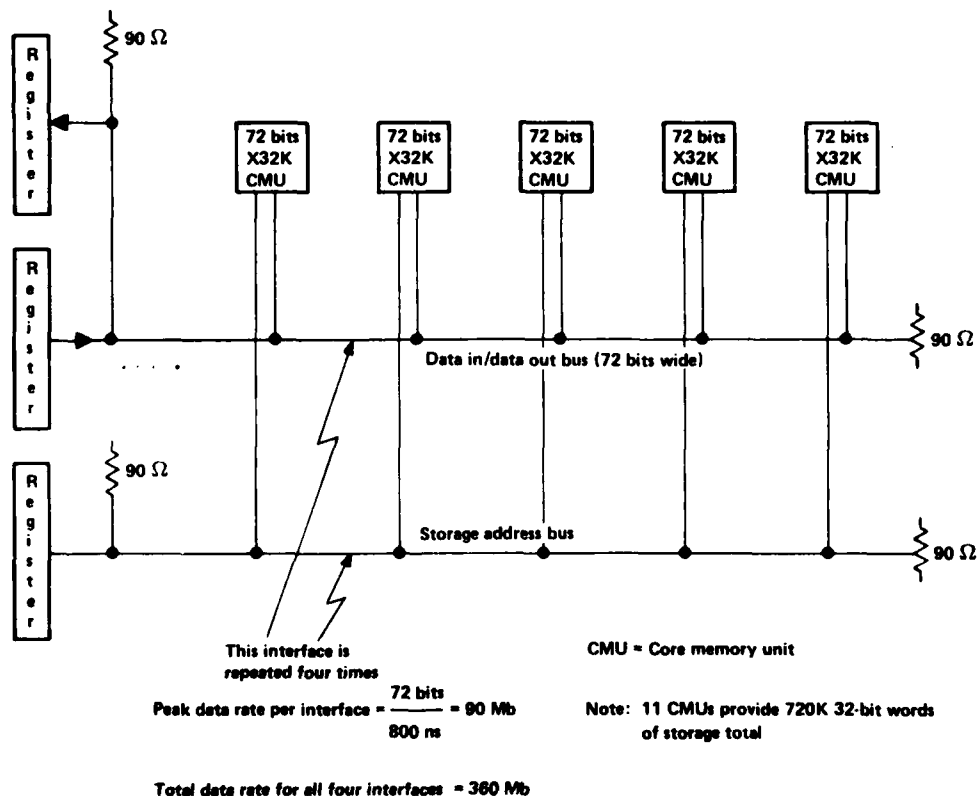 90 Ω
Register
72 bits
X32K
CMU
72 bits
X32K
CMU
72 bits
X32K
CMU
72 bits
X32K
CMU
72 bits
X32K
CMU
Register
Data in/data out bus (72 bits wide)
90 Ω
90 Ω
Register
Storage address bus
90 Ω
This interface is
repeated four times
CMU = Core memory unit
Peak data rate per interface = 72 bits / 800 ns = 90 Mb
Note: 11 CMUs provide 720K 32-bit words
of storage total
Total data rate for all four interfaces = 360 Mb